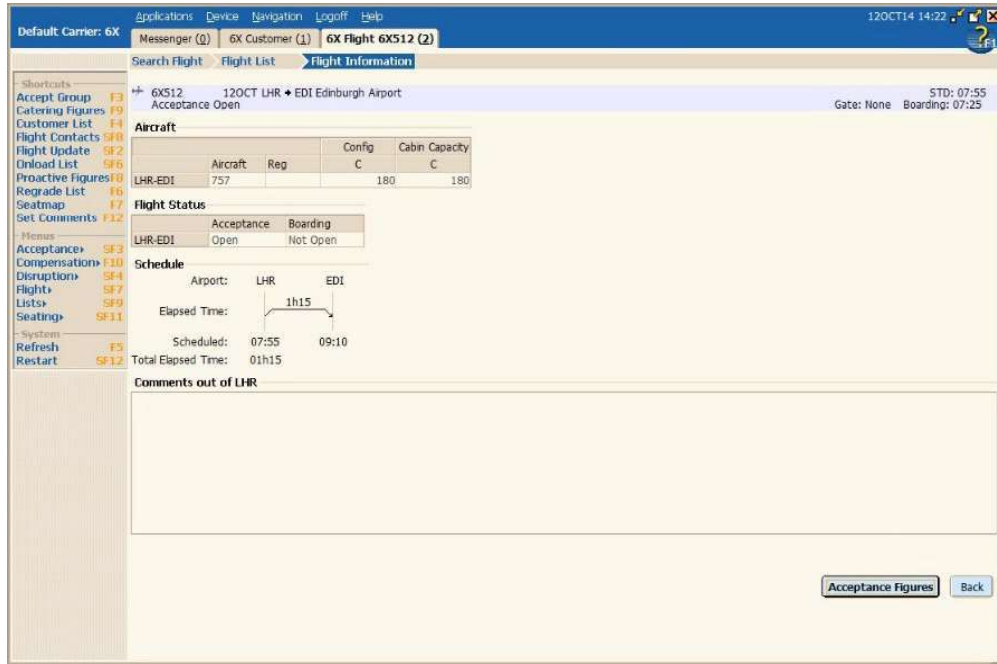 Applications Device Navigation Logoff Help
12OCT14 14:22
Default Carrier: 6X
Messenger (0) 6X Customer (1) 6X Flight 6X512 (2)
F1
Search Flight Flight List Flight Information
Shortcuts
Accept Group F3
Catering Figures F9
Customer List F4
Flight Contacts SF8
Flight Update SF2
Onload List SF6
Proactive Figures F8
Regrade List F6
Seatmap F7
Set Comments F12
Menus
Acceptance SF3
Compensation F10
Disruption SF4
Flight SF7
Lists SF9
Seating SF11
System
Refresh F5
Restart SF12
6X512 12OCT LHR EDI Edinburgh Airport STD: 07:55
Acceptance Open Gate: None Boarding: 07:25
Aircraft
Config Cabin Capacity
Aircraft Reg C C
LHR-EDI 757 180 180
Flight Status
Acceptance Boarding
LHR-EDI Open Not Open
Schedule
Airport: LHR EDI
Elapsed Time: 1h15
Scheduled: 07:55 09:10
Total Elapsed Time: 01h15
Comments out of LHR
Acceptance Figures Back